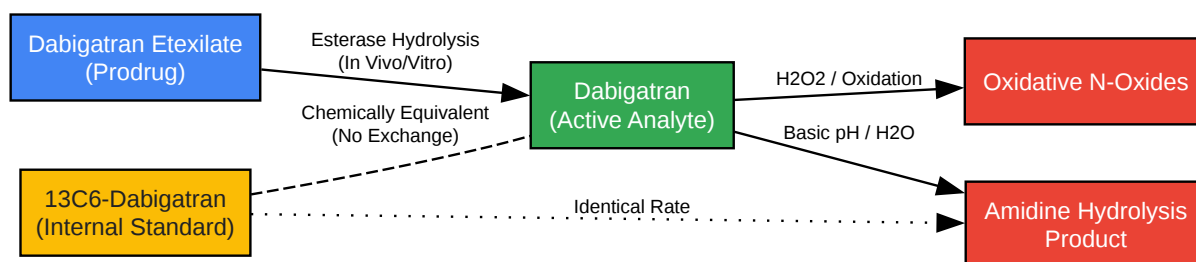 Dabigatran Etexilate
(Prodrug)
Esterase Hydrolysis
(In Vivo/Vitro)
Chemically Equivalent
(No Exchange)
13C6-Dabigatran
(Internal Standard)
Dabigatran
(Active Analyte)
H2O2 / Oxidation
Basic pH / H2O
Identical Rate
Oxidative N-Oxides
Amidine Hydrolysis
Product